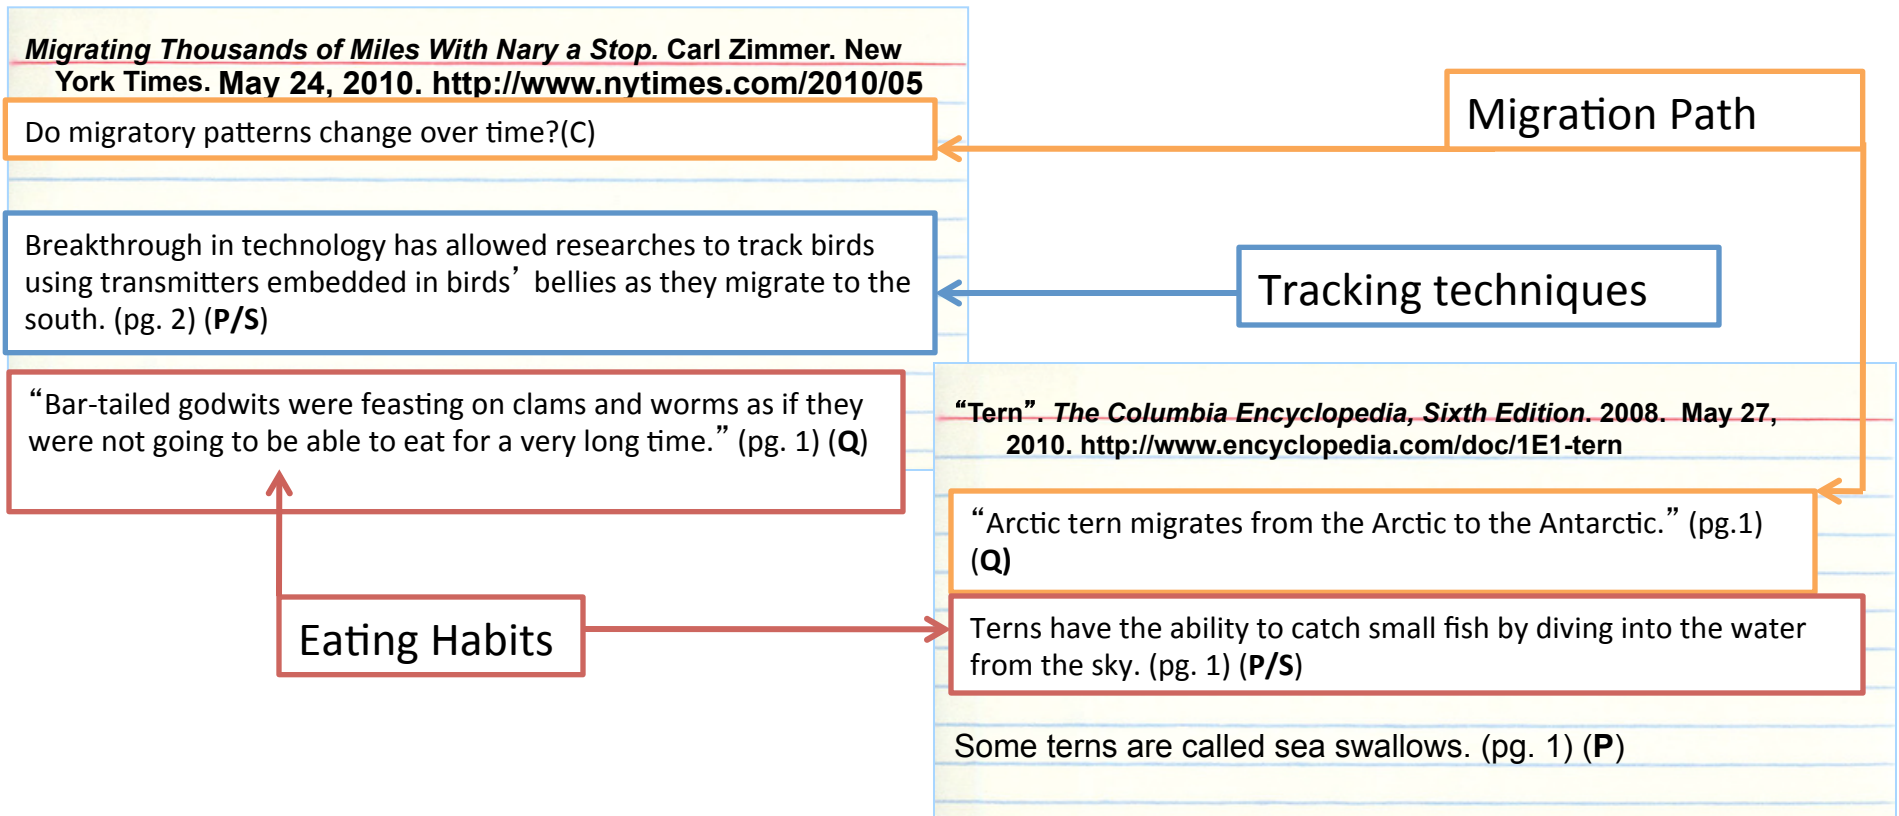 Migrating Thousands of Miles With Nary a Stop. Carl Zimmer. New
York Times. May 24, 2010. http://www.nytimes.com/2010/05
Do migratory patterns change over time?(C)
Breakthrough in technology has allowed researches to track birds
using transmitters embedded in birds’ bellies as they migrate to the
south. (pg. 2) (P/S)
“Bar-tailed godwits were feasting on clams and worms as if they
were not going to be able to eat for a very long time.” (pg. 1) (Q)
Migration Path
Tracking techniques
Eating Habits
“Tern”. The Columbia Encyclopedia, Sixth Edition. 2008. May 27,
2010. http://www.encyclopedia.com/doc/1E1-tern
“Arctic tern migrates from the Arctic to the Antarctic.” (pg.1)
(Q)
Terns have the ability to catch small fish by diving into the water
from the sky. (pg. 1) (P/S)
Some terns are called sea swallows. (pg. 1) (P)